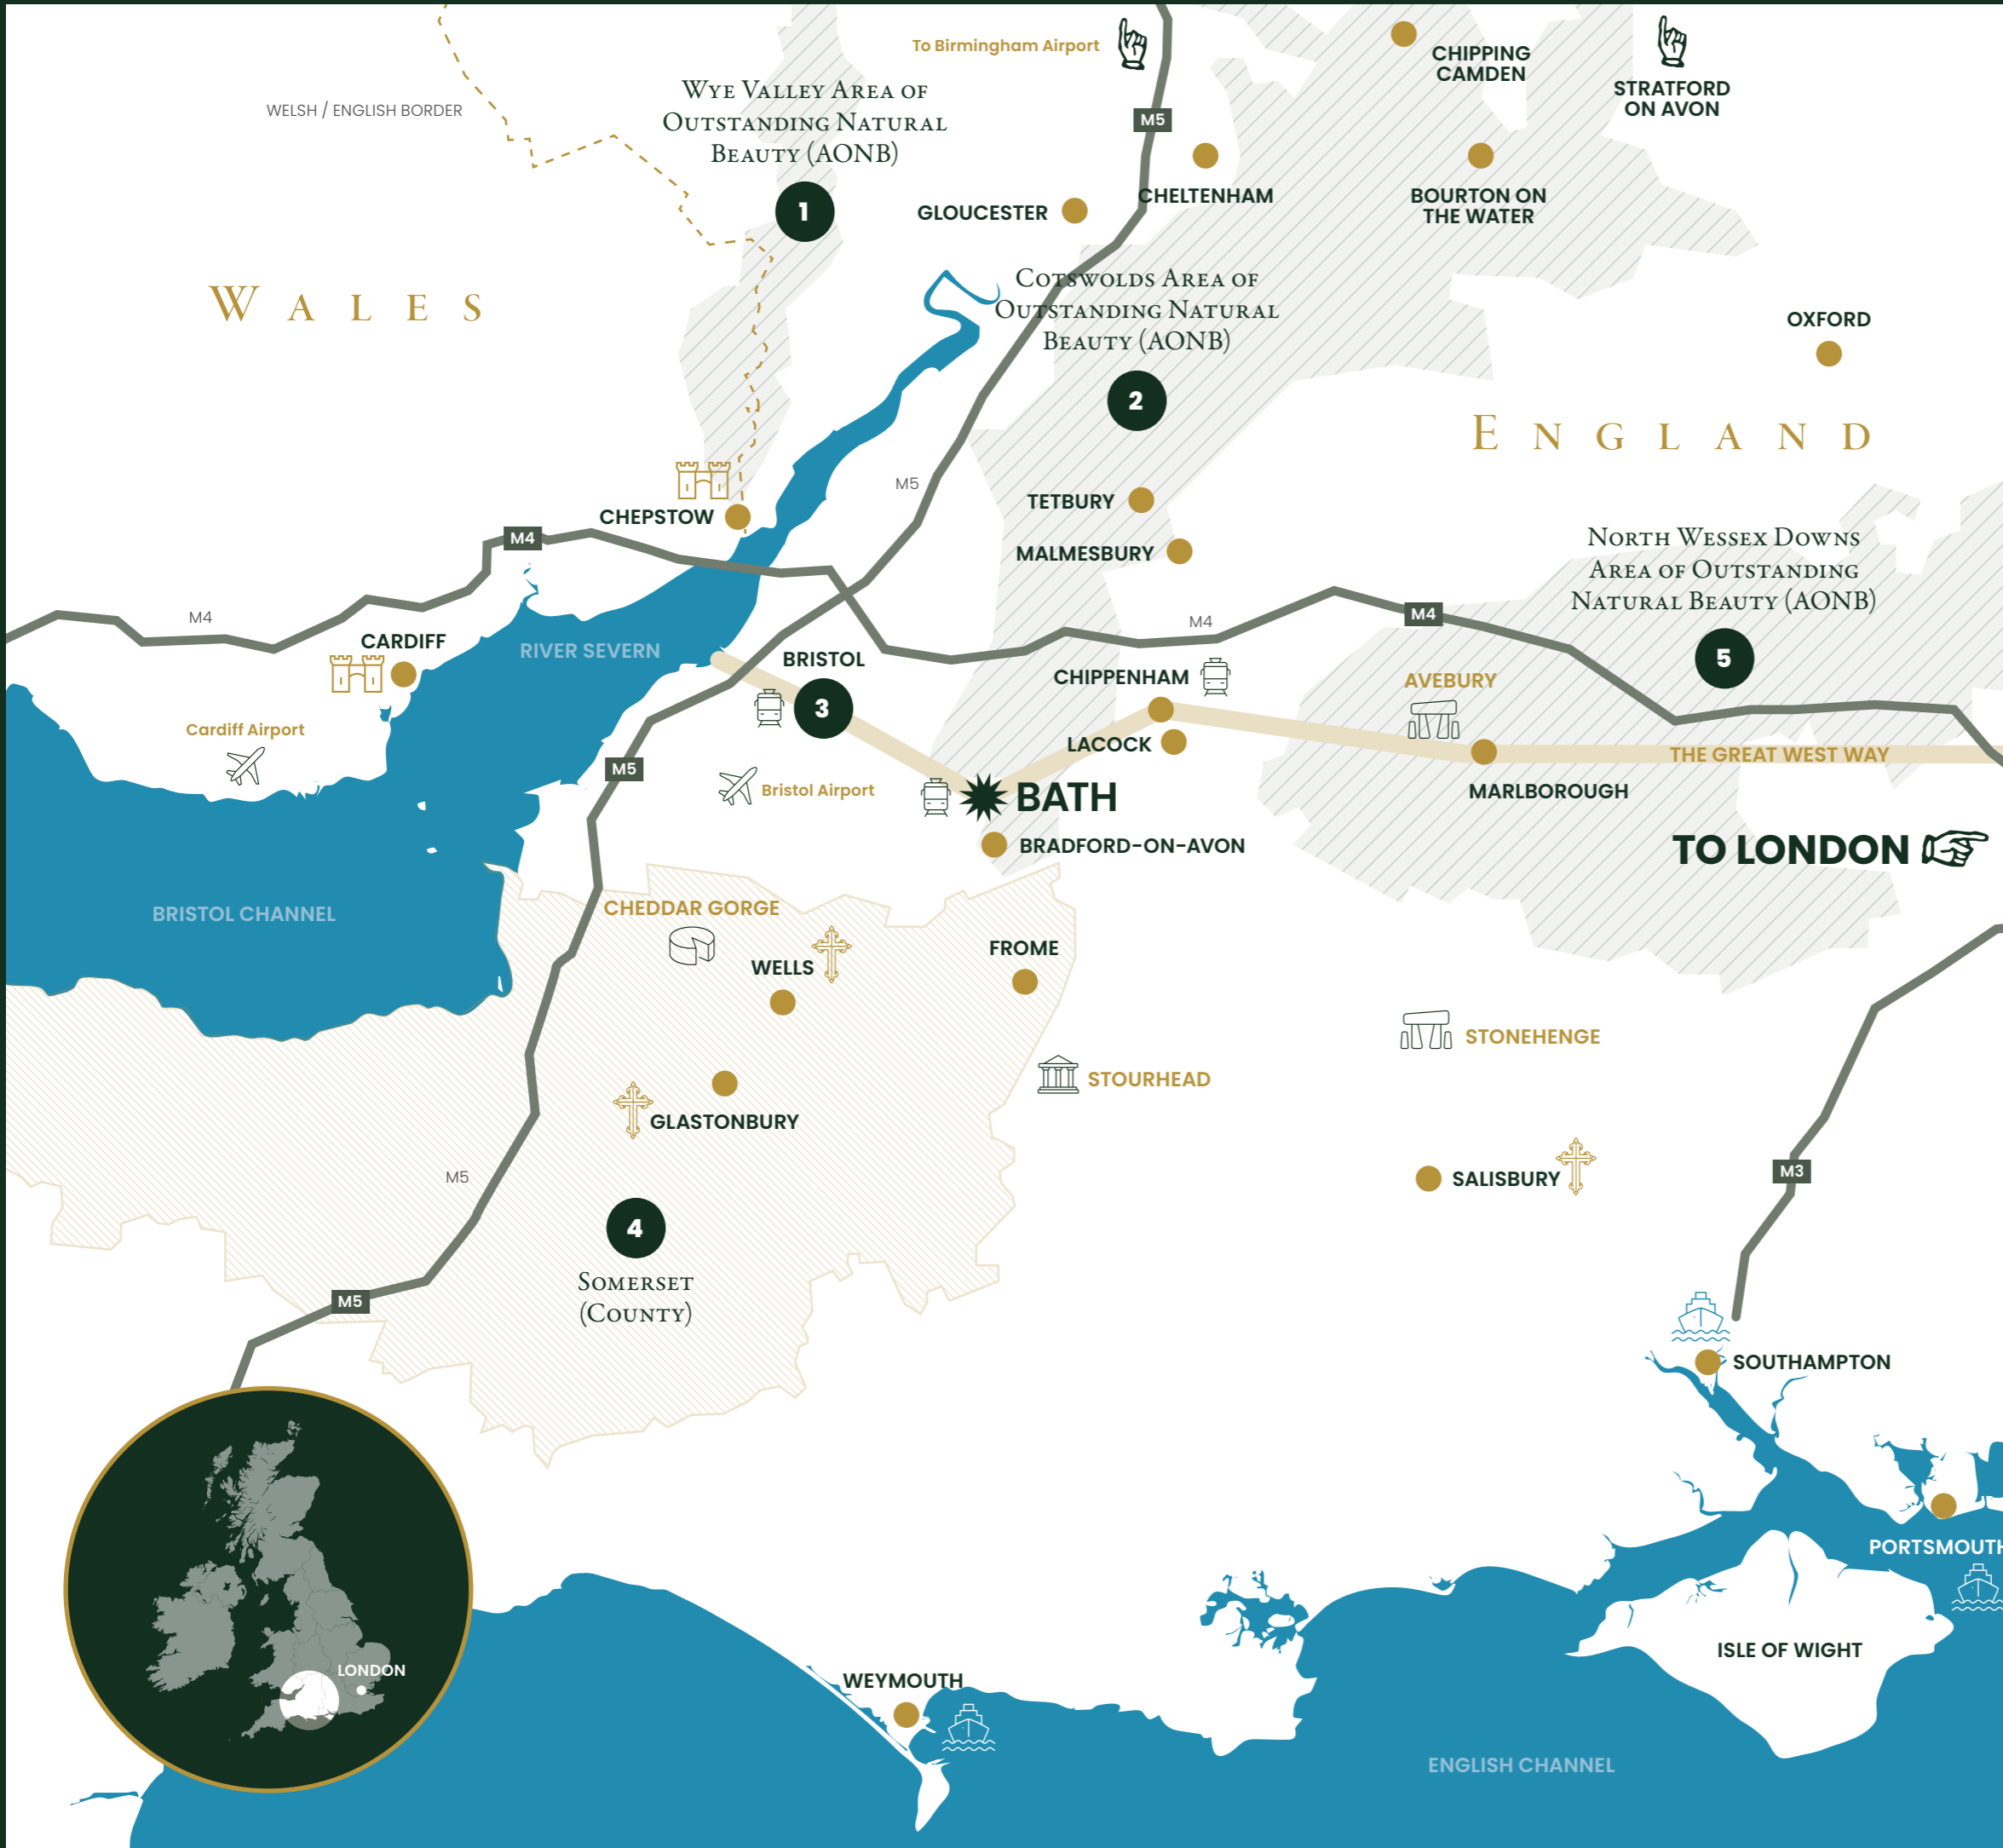 To Birmingham Airport
CHIPPING
CAMDEN
STRATFORD
ON AVON
WELSH / ENGLISH BORDER
Wye Valley Area of
Outstanding Natural
Beauty (AONB)
1
M5
CHELTENHAM
BOURTON ON
THE WATER
GLOUCESTER
Wales
Cotswolds Area of
Outstanding Natural
Beauty (AONB)
2
OXFORD
England
M5
TETBURY
CHEPSTOW
M4
MALMESBURY
North Wessex Downs
Area of Outstanding
Natural Beauty (AONB)
5
M4
M4
M4
CARDIFF
RIVER SEVERN
BRISTOL
3
CHIPPENHAM
AVEBURY
Cardiff Airport
LACOCK
THE GREAT WEST WAY
M5
Bristol Airport
BATH
MARLBOROUGH
BRADFORD-ON-AVON
TO LONDON
BRISTOL CHANNEL
CHEDDAR GORGE
WELLS
FROME
STONEHENGE
STOURHEAD
GLASTONBURY
M5
SALISBURY
M3
4
Somerset
(County)
M5
SOUTHAMPTON
PORTSMOUTH
ISLE OF WIGHT
LONDON
WEYMOUTH
ENGLISH CHANNEL